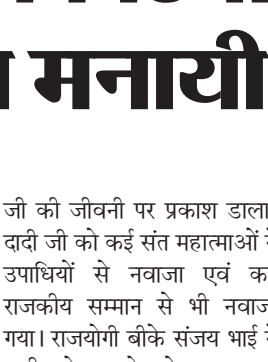 मनायी
जी की जीवनी पर प्रकाश डाला
दादी जी को कई संत महात्माओं
उपाधियों से नवाजा एवं
राजकीय सम्मान से भी नवाज
गया। राजयोगी बीके संजय भाई